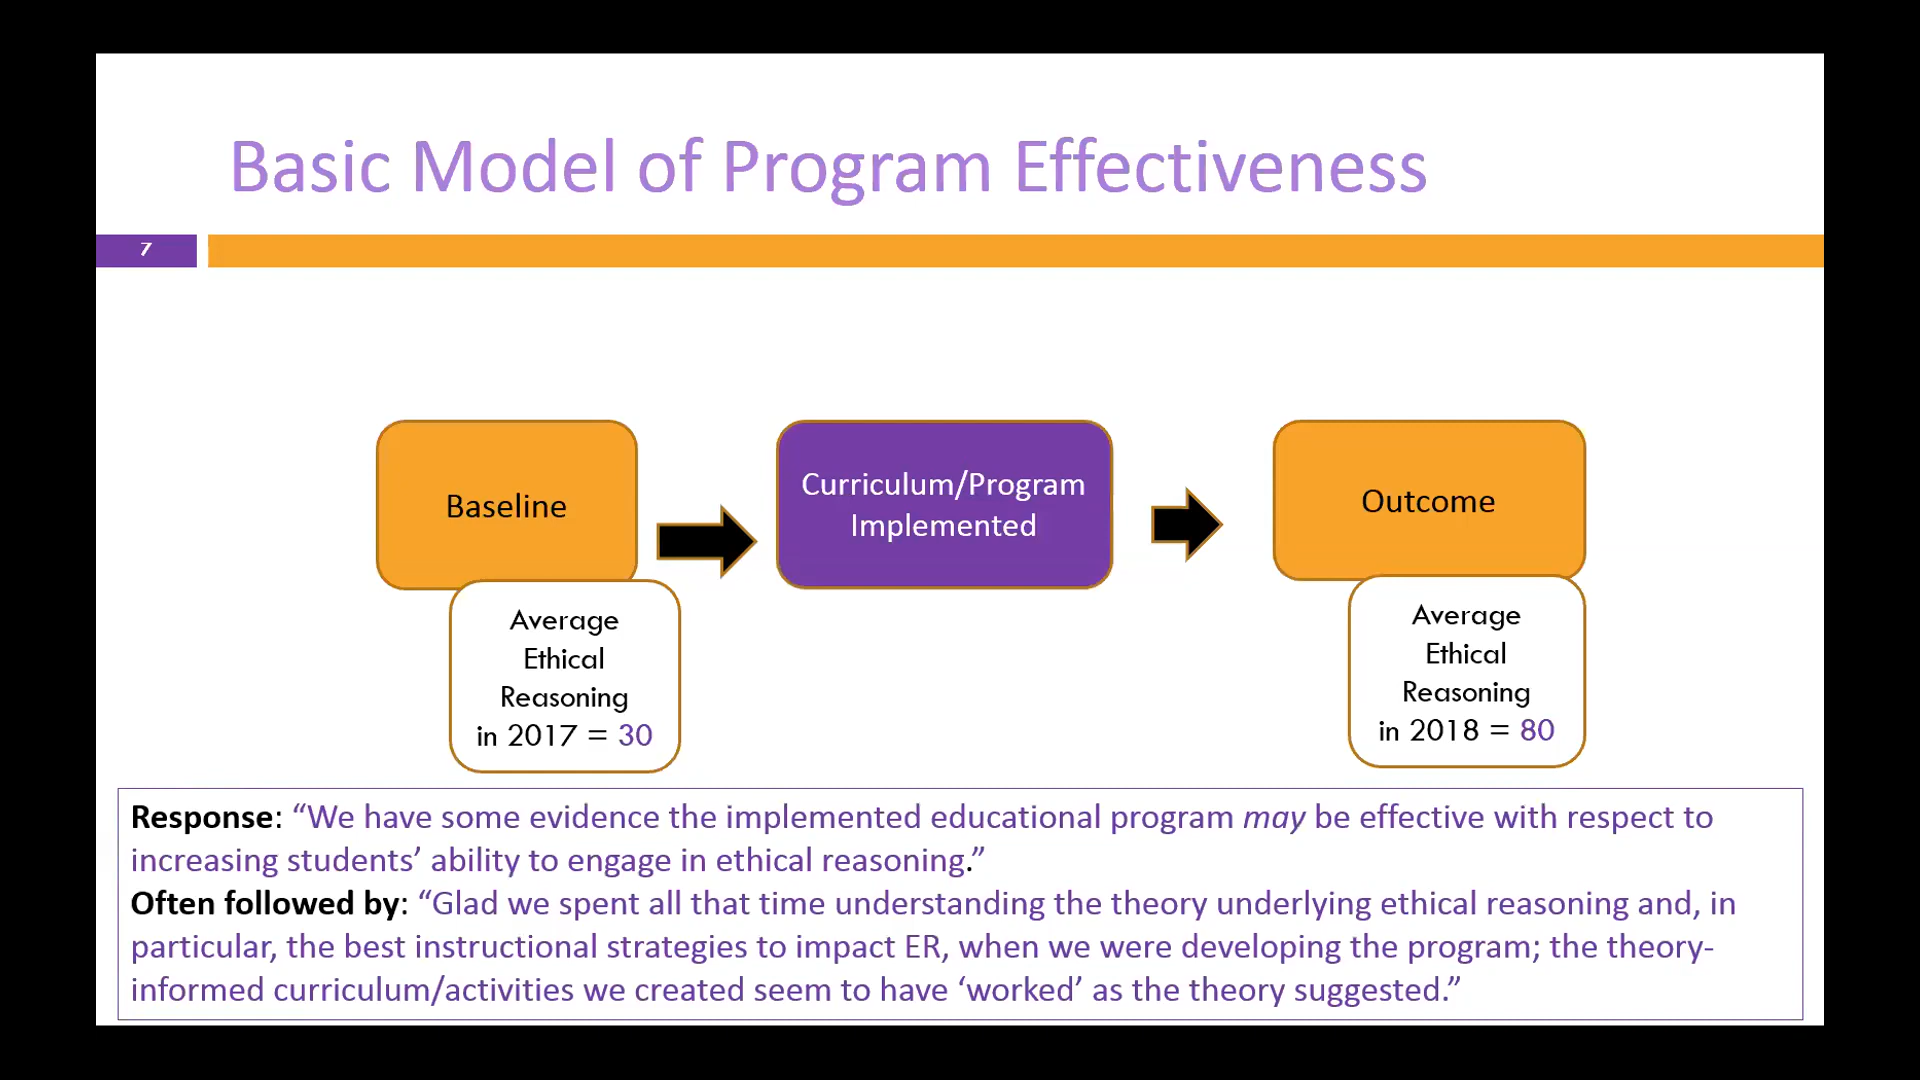 Basic Model of Program Effectiveness
7
Baseline
Curriculum/Program
Implemented
Outcome
Average
Ethical
Reasoning
in 2017 = 30
Average
Ethical
Reasoning
in 2018 = 80
Response: “We have some evidence the implemented educational program may be effective with respect to
increasing students’ ability to engage in ethical reasoning.”
Often followed by: “Glad we spent all that time understanding the theory underlying ethical reasoning and, in
particular, the best instructional strategies to impact ER, when we were developing the program; the theory-
informed curriculum/activities we created seem to have ‘worked’ as the theory suggested.”